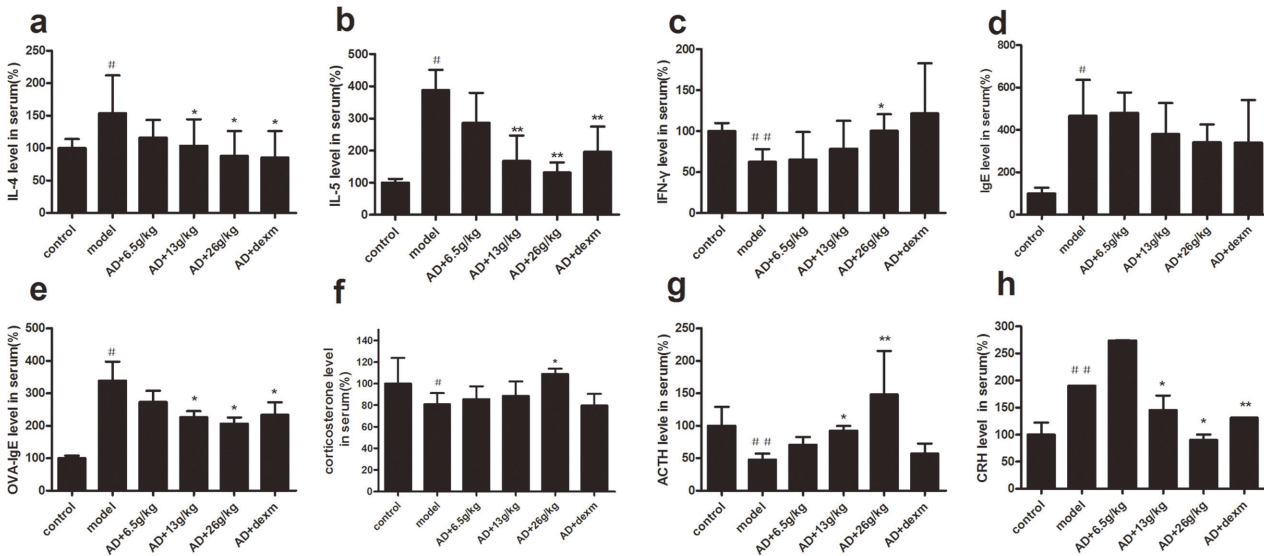 a
IL-4 level in serum(%)
250
200
150
100
50
0
#
*
*
*
control
model
AD+6.5g/kg
AD+13g/kg
AD+26g/kg
AD+dexm
b
IL-5 level in serum(%)
500
400
300
200
100
0
#
**
**
**
control
model
AD+6.5g/kg
AD+13g/kg
AD+26g/kg
AD+dexm
c
IFN-γ level in serum(%)
200
150
100
50
0
# #
*
control
model
AD+6.5g/kg
AD+13g/kg
AD+26g/kg
AD+dexm
d
IgE level in serum(%)
800
600
400
200
0
#
control
model
AD+6.5g/kg
AD+13g/kg
AD+26g/kg
AD+dexm
e
OVA-IgE level in serum(%)
500
400
300
200
100
0
#
*
*
*
control
model
AD+6.5g/kg
AD+13g/kg
AD+26g/kg
AD+dexm
f
corticosterone level
in serum(%)
140
120
100
80
60
40
20
0
#
*
control
model
AD+6.5g/kg
AD+13g/kg
AD+26g/kg
AD+dexm
g
ACTH levle in serum(%)
250
200
150
100
50
0
# #
*
**
control
model
AD+6.5g/kg
AD+13g/kg
AD+26g/kg
AD+dexm
h
CRH level in serum(%)
300
250
200
150
100
50
0
# #
*
*
**
control
model
AD+6.5g/kg
AD+13g/kg
AD+26g/kg
AD+dexm